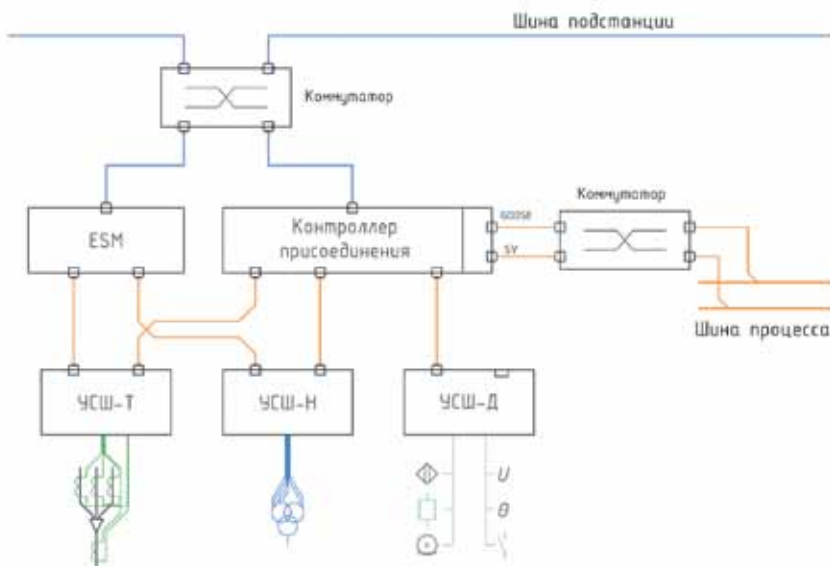 Шина подстанции
Коммутатор
Коммутатор
ESM
Контроллер
присоединения
GOOSE
SV
Шина процесса
УСШ-Т
УСШ-Н
УСШ-Д
U
θ